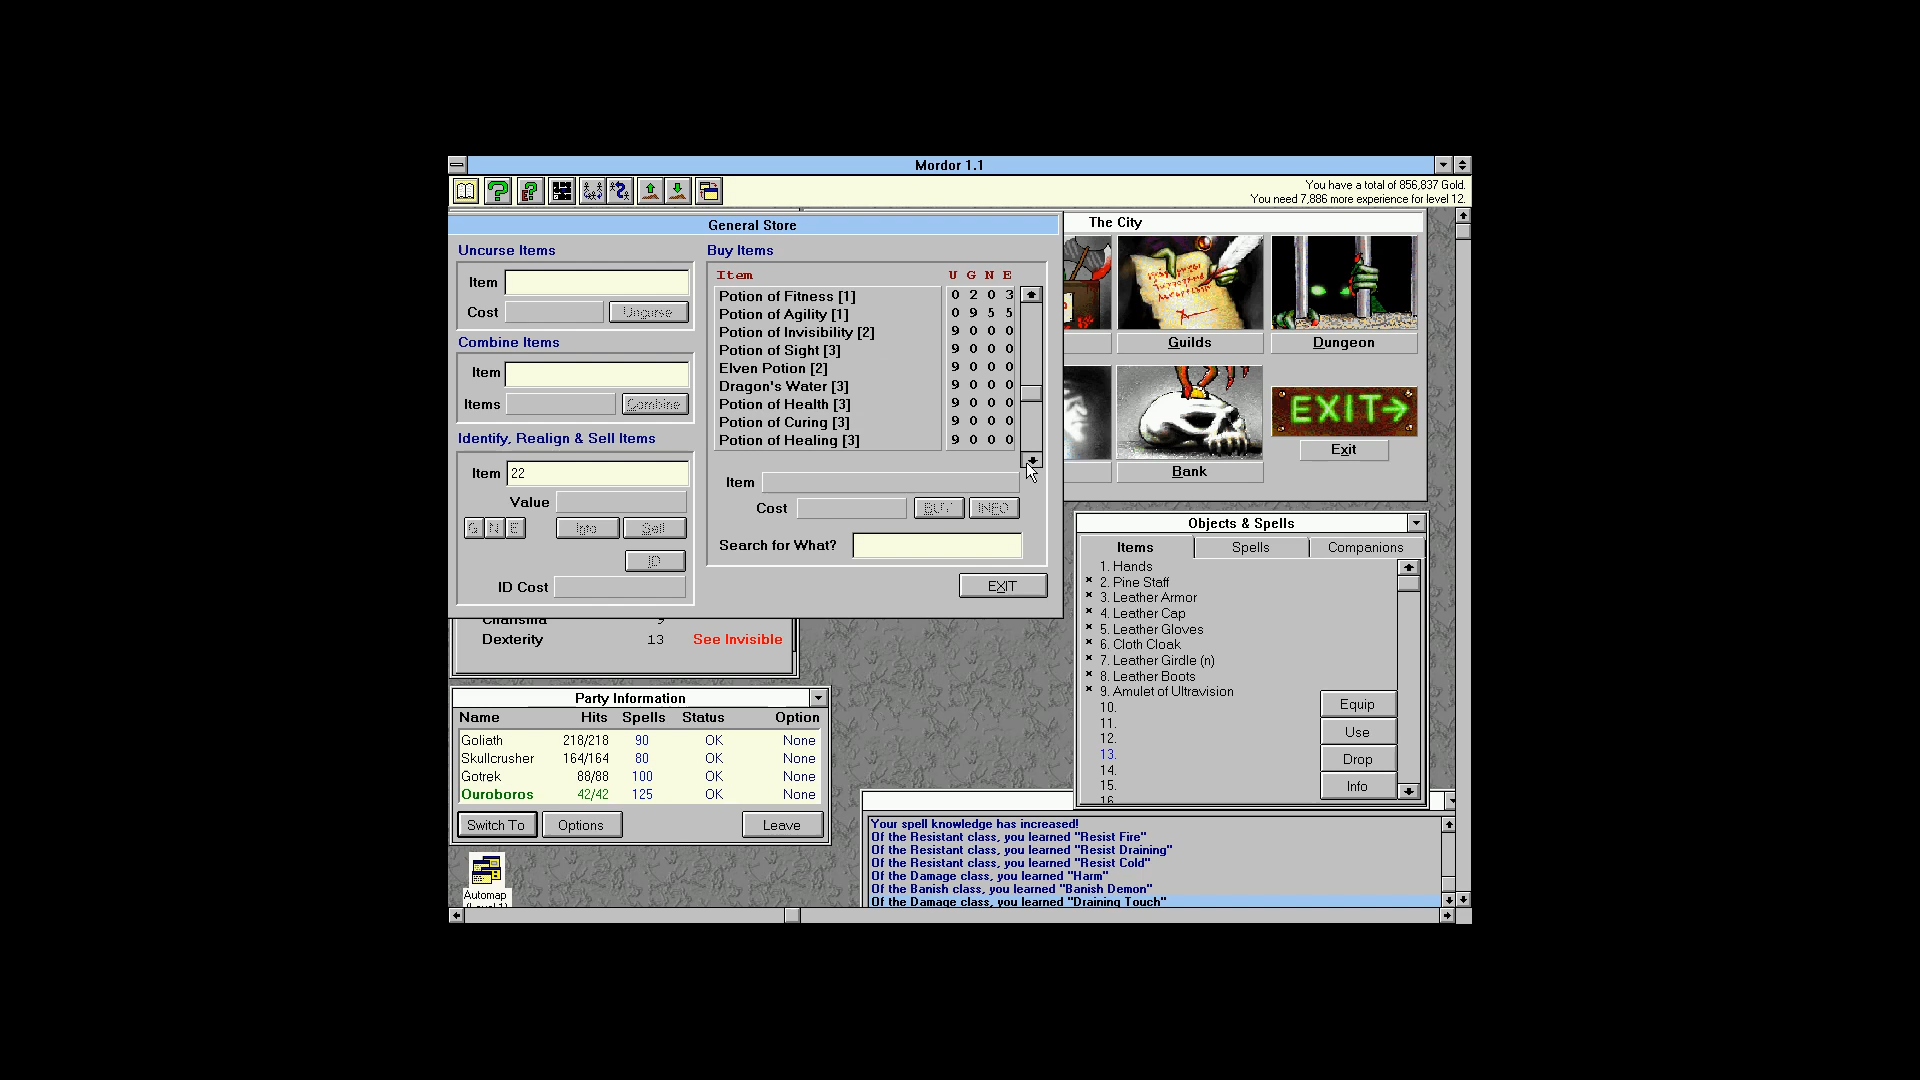 Mordor 1.1
You have a total of 856,837 Gold.
You need 7,886 more experience for level 12.
General Store
Uncurse Items
Item
Cost
Uncurse
Combine Items
Item
Items
Combine
Identify, Realign & Sell Items
Item 22
Value
G N E Info Sell
ID
ID Cost
Buy Items
Item U G N E
Potion of Fitness [1] 0 2 0 3
Potion of Agility [1] 0 9 5 5
Potion of Invisibility [2] 9 0 0 0
Potion of Sight [3] 9 0 0 0
Elven Potion [2] 9 0 0 0
Dragon's Water [3] 9 0 0 0
Potion of Health [3] 9 0 0 0
Potion of Curing [3] 9 0 0 0
Potion of Healing [3] 9 0 0 0
Item
Cost BUY INFO
Search for What?
EXIT
The City
Guilds
Dungeon
Bank
EXIT
Exit
Charisma 9
Dexterity 13 See Invisible
Party Information
Name Hits Spells Status Option
Goliath 218/218 90 OK None
Skullcrusher 164/164 80 OK None
Gotrek 88/88 100 OK None
Ouroboros 42/42 125 OK None
Switch To Options Leave
Automap
(Level 1)
Objects & Spells
Items Spells Companions
1. Hands
× 2. Pine Staff
× 3. Leather Armor
× 4. Leather Cap
× 5. Leather Gloves
× 6. Cloth Cloak
× 7. Leather Girdle (n)
× 8. Leather Boots
× 9. Amulet of Ultravision
10.
11.
12.
13.
14.
15.
16.
Equip
Use
Drop
Info
Your spell knowledge has increased!
Of the Resistant class, you learned "Resist Fire"
Of the Resistant class, you learned "Resist Draining"
Of the Resistant class, you learned "Resist Cold"
Of the Damage class, you learned "Harm"
Of the Banish class, you learned "Banish Demon"
Of the Damage class, you learned "Draining Touch"